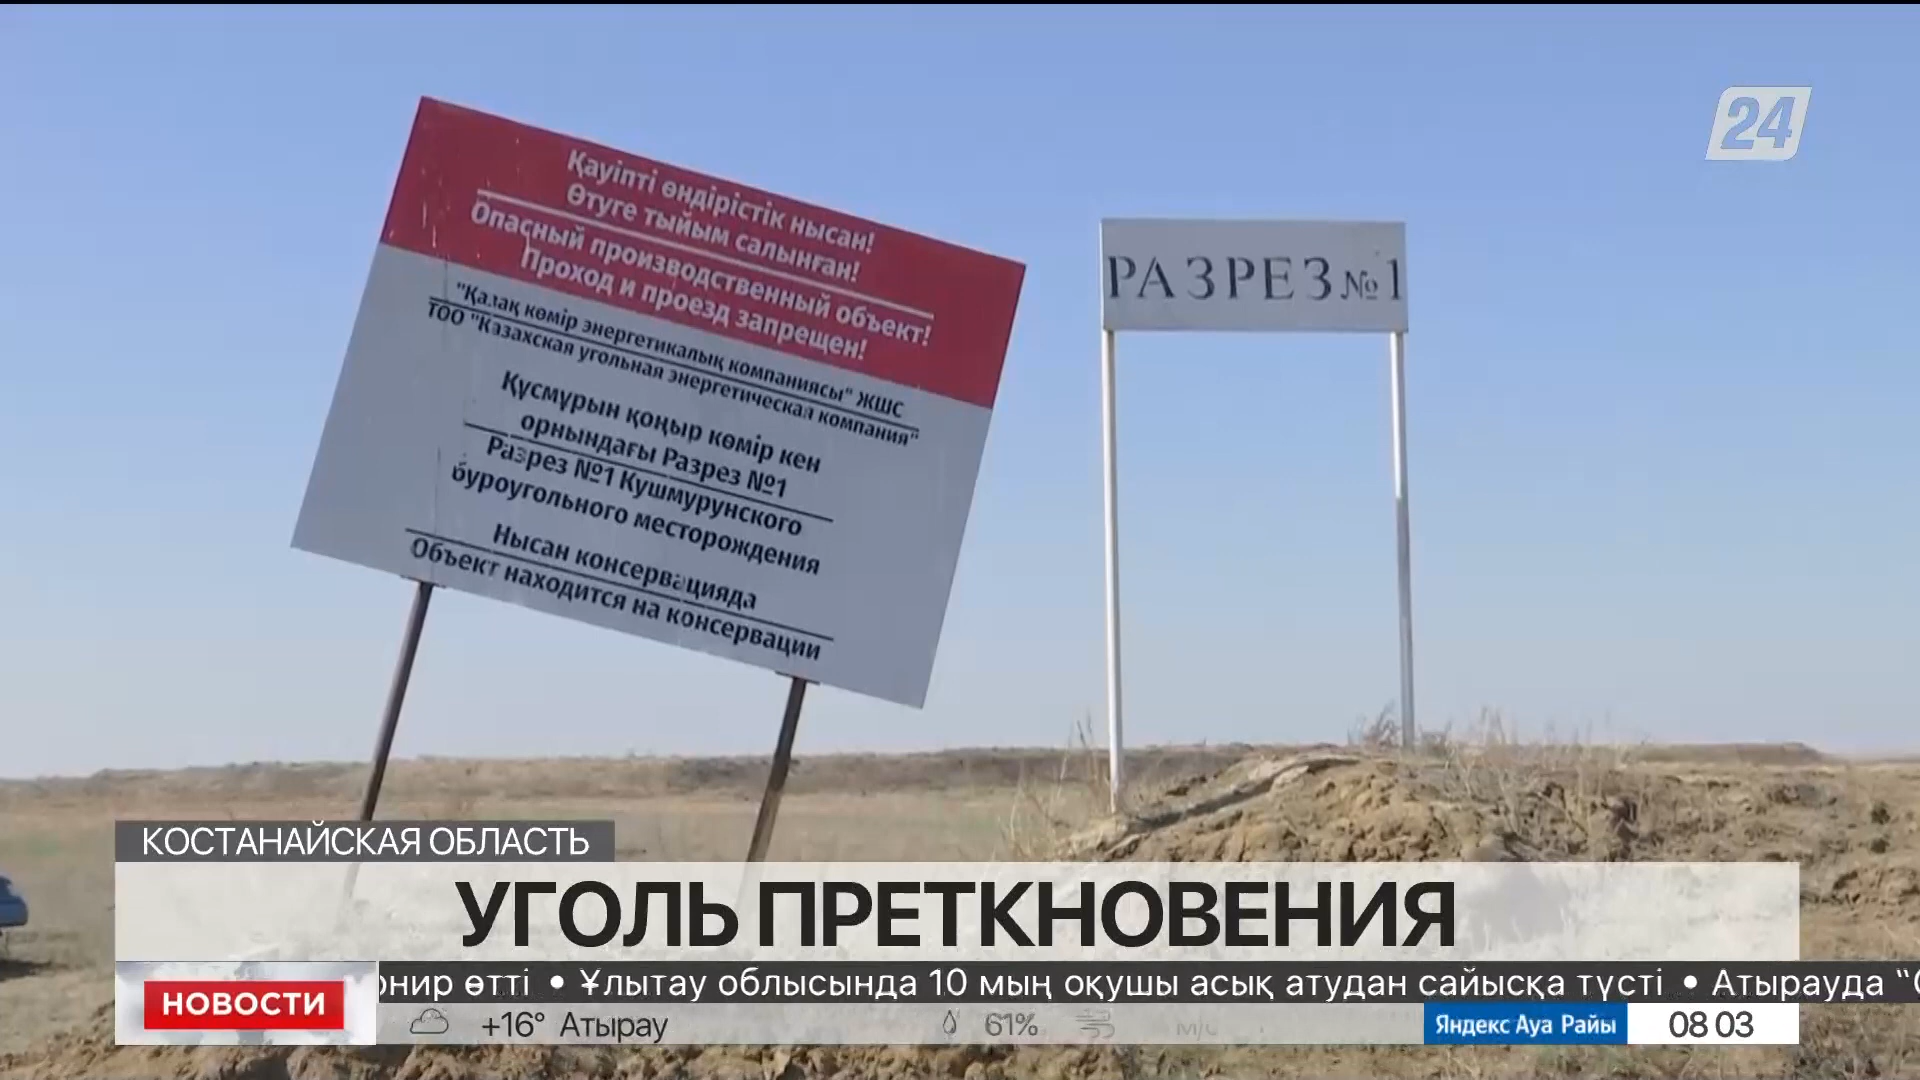 24
Қауіпті өндірістік нысан!
Өтуге тыйым салынған!
Опасный производственный объект!
Проход и проезд запрещен!
"Қазақ көмір энергетикалық компаниясы" ЖШС
ТОО "Казахская угольная энергетическая компания"
Құсмұрын қоңыр көмір кен
орнындағы Разрез №1
Разрез №1 Кушмурунского
буроугольного месторождения
Нысан консервацияда
Объект находится на консервации
РАЗРЕЗ №1
КОСТАНАЙСКАЯ ОБЛАСТЬ
УГОЛЬ ПРЕТКНОВЕНИЯ
НОВОСТИ
өтті • Ұлытау облысында 10 мың оқушы асық атудан сайысқа түсті • Атырауда
+16° Атырау 61% м/с
Яндекс Ауа Райы 08 03